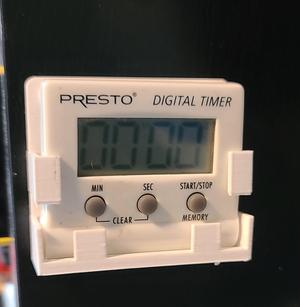 PRESTO® DIGITAL TIMER
00:00
MIN SEC START/STOP
CLEAR MEMORY